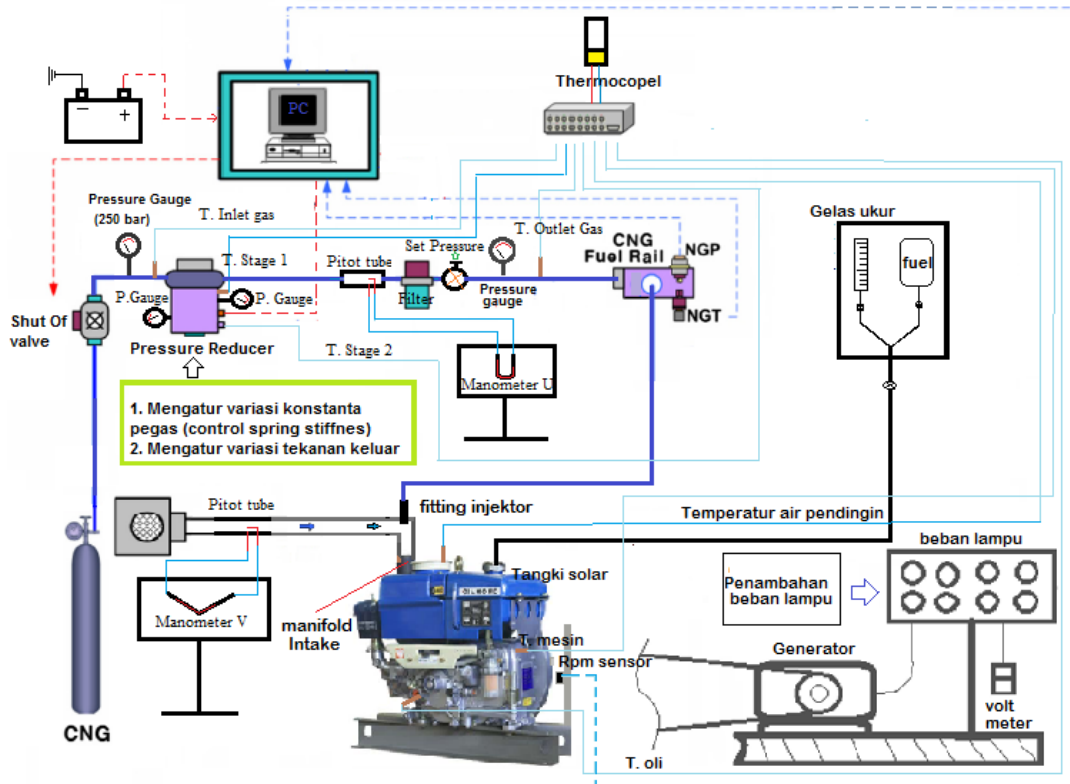 Thermocopel
PC
Pressure Gauge
(250 bar)
T. Inlet gas
Gelas ukur
T. Outlet Gas
Set Pressure
CNG
Fuel Rail
NGP
T. Stage 1
Pitot tube
fuel
P.Gauge
P. Gauge
Filter
Pressure
gauge
NGT
Shut Of
valve
Pressure Reducer
T. Stage 2
Manometer U
1. Mengatur variasi konstanta
pegas (control spring stiffnes)
2. Mengatur variasi tekanan keluar
Pitot tube
fitting injektor
Temperatur air pendingin
beban lampu
Tangki solar
Penambahan
beban lampu
Manometer V
manifold
Intake
T. mesin
Rpm sensor
Generator
volt
meter
CNG
T. oli